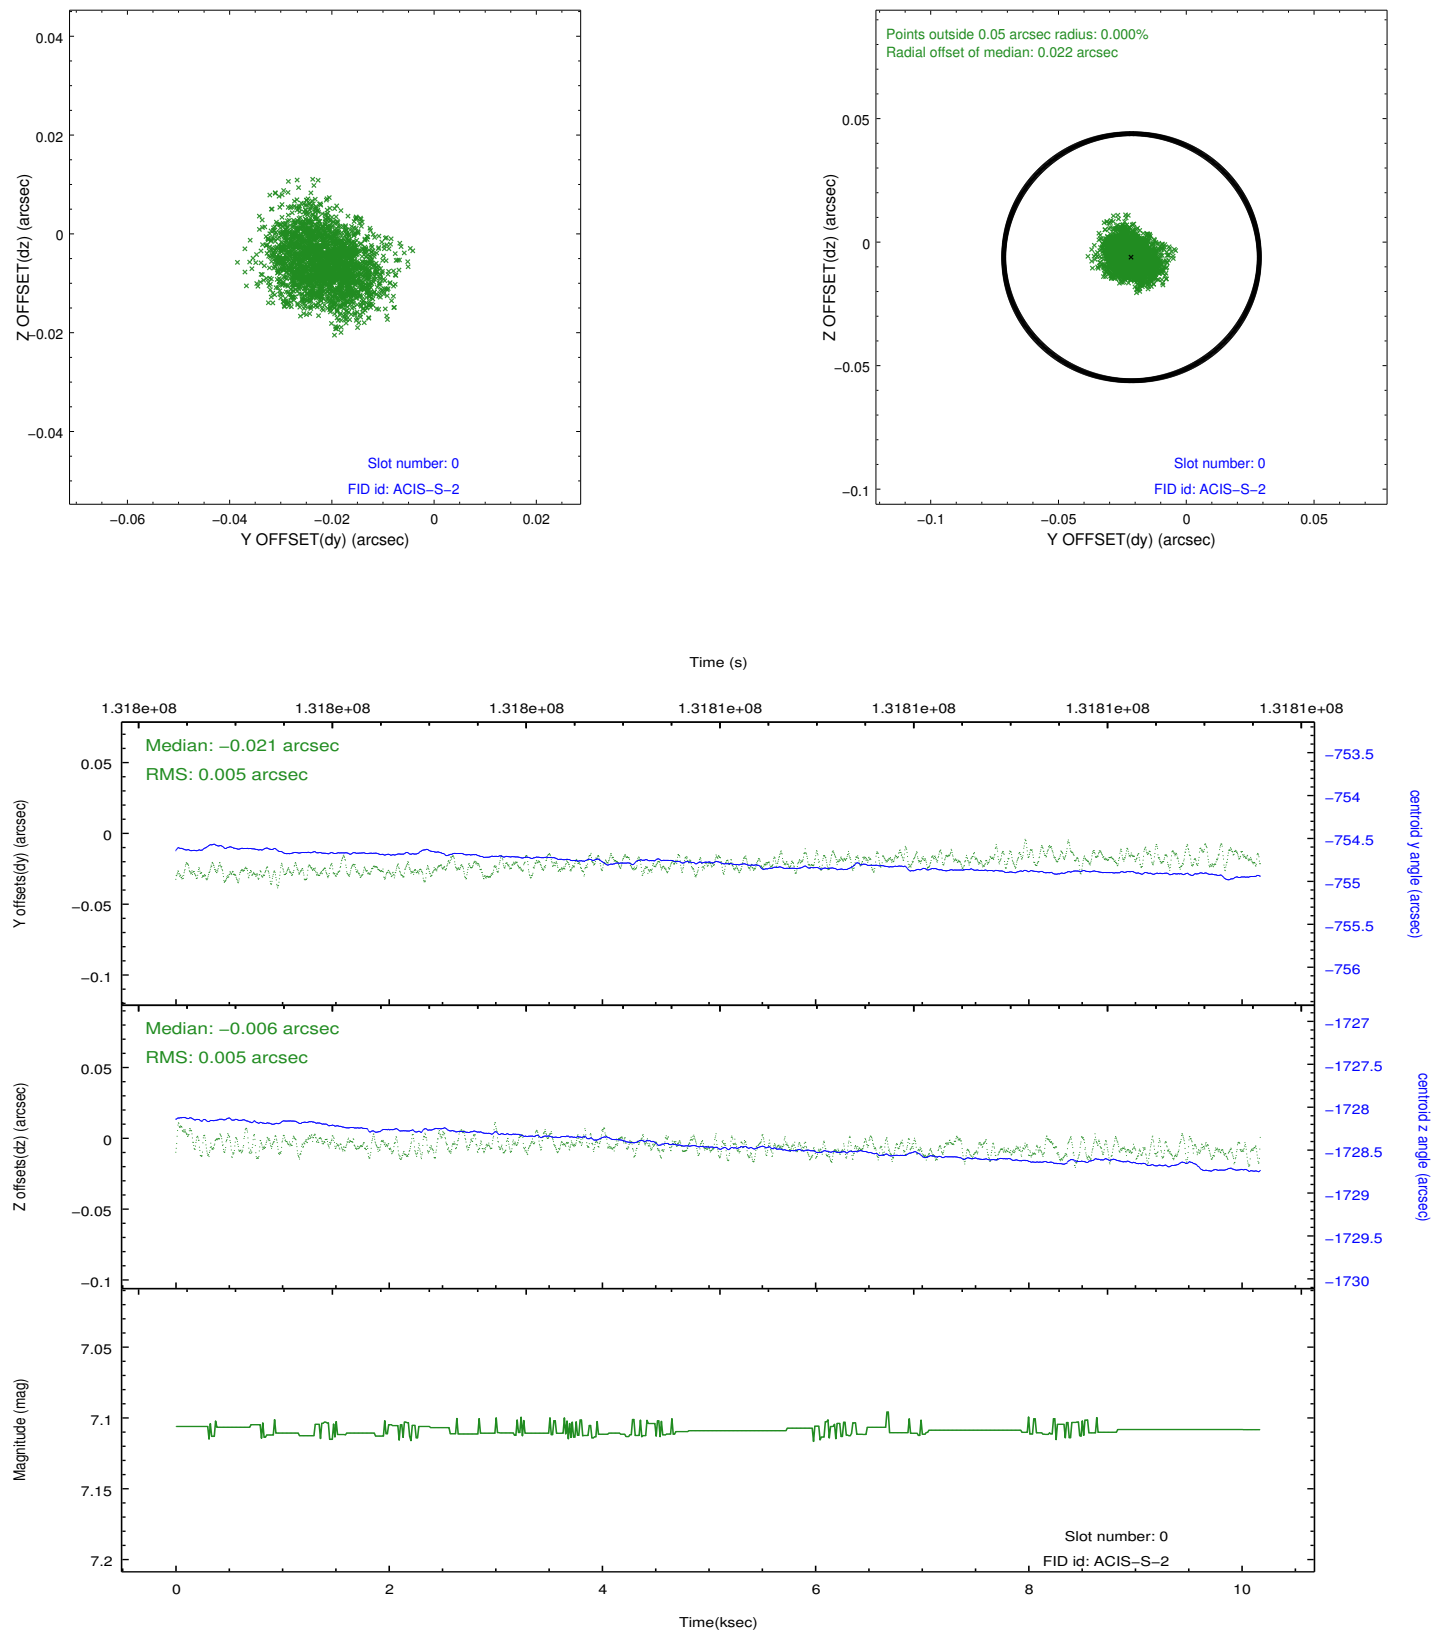 0.04
0.02
0
−0.02
−0.04
Z OFFSET(dz) (arcsec)
Slot number: 0
FID id: ACIS−S−2
−0.06 −0.04 −0.02 0 0.02
Y OFFSET(dy) (arcsec)
Points outside 0.05 arcsec radius: 0.000%
Radial offset of median: 0.022 arcsec
0.05
0
−0.05
−0.1
Z OFFSET(dz) (arcsec)
Slot number: 0
FID id: ACIS−S−2
−0.1 −0.05 0 0.05
Y OFFSET(dy) (arcsec)
Time (s)
1.318e+08 1.318e+08 1.318e+08 1.3181e+08 1.3181e+08 1.3181e+08 1.3181e+08
Median: −0.021 arcsec
RMS: 0.005 arcsec
0.05
0
−0.05
−0.1
Y offsets(dy) (arcsec)
−753.5
−754
−754.5
−755
−755.5
−756
centroid y angle (arcsec)
Median: −0.006 arcsec
RMS: 0.005 arcsec
0.05
0
−0.05
−0.1
Z offsets(dz) (arcsec)
−1727
−1727.5
−1728
−1728.5
−1729
−1729.5
−1730
centroid z angle (arcsec)
7.05
7.1
7.15
7.2
Magnitude (mag)
Slot number: 0
FID id: ACIS−S−2
0 2 4 6 8 10
Time(ksec)